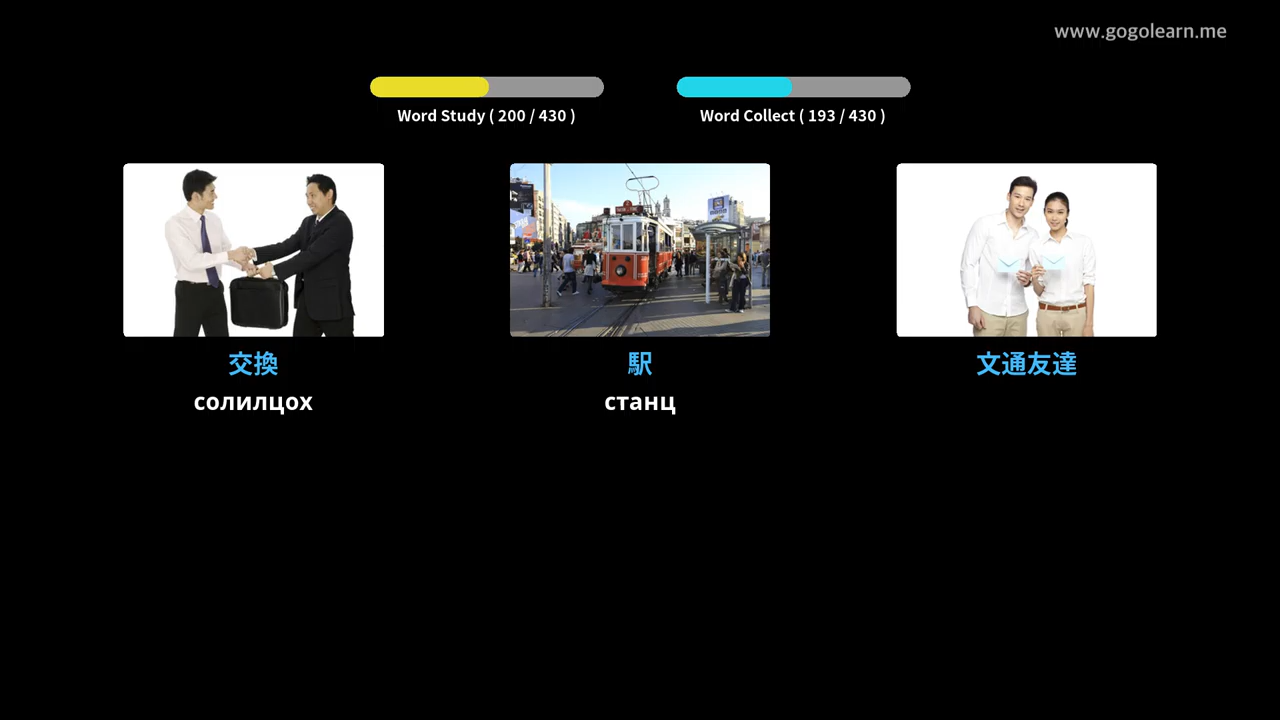 www.gogolearn.me
Word Study ( 200 / 430 )
Word Collect ( 193 / 430 )
交換
駅
文通友達
солилцох
станц